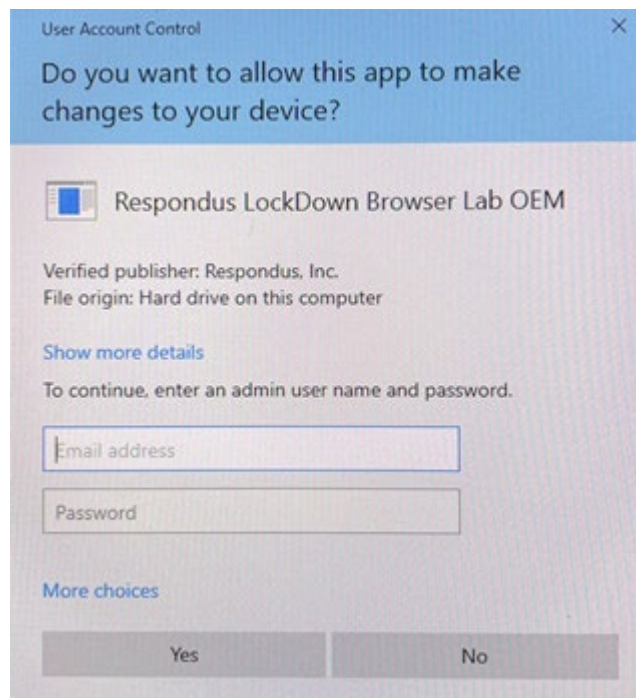 User Account Control
Do you want to allow this app to make
changes to your device?
Respondus LockDown Browser Lab OEM
Verified publisher: Respondus, Inc.
File origin: Hard drive on this computer
Show more details
To continue, enter an admin user name and password.
Email address
Password
More choices
Yes
No